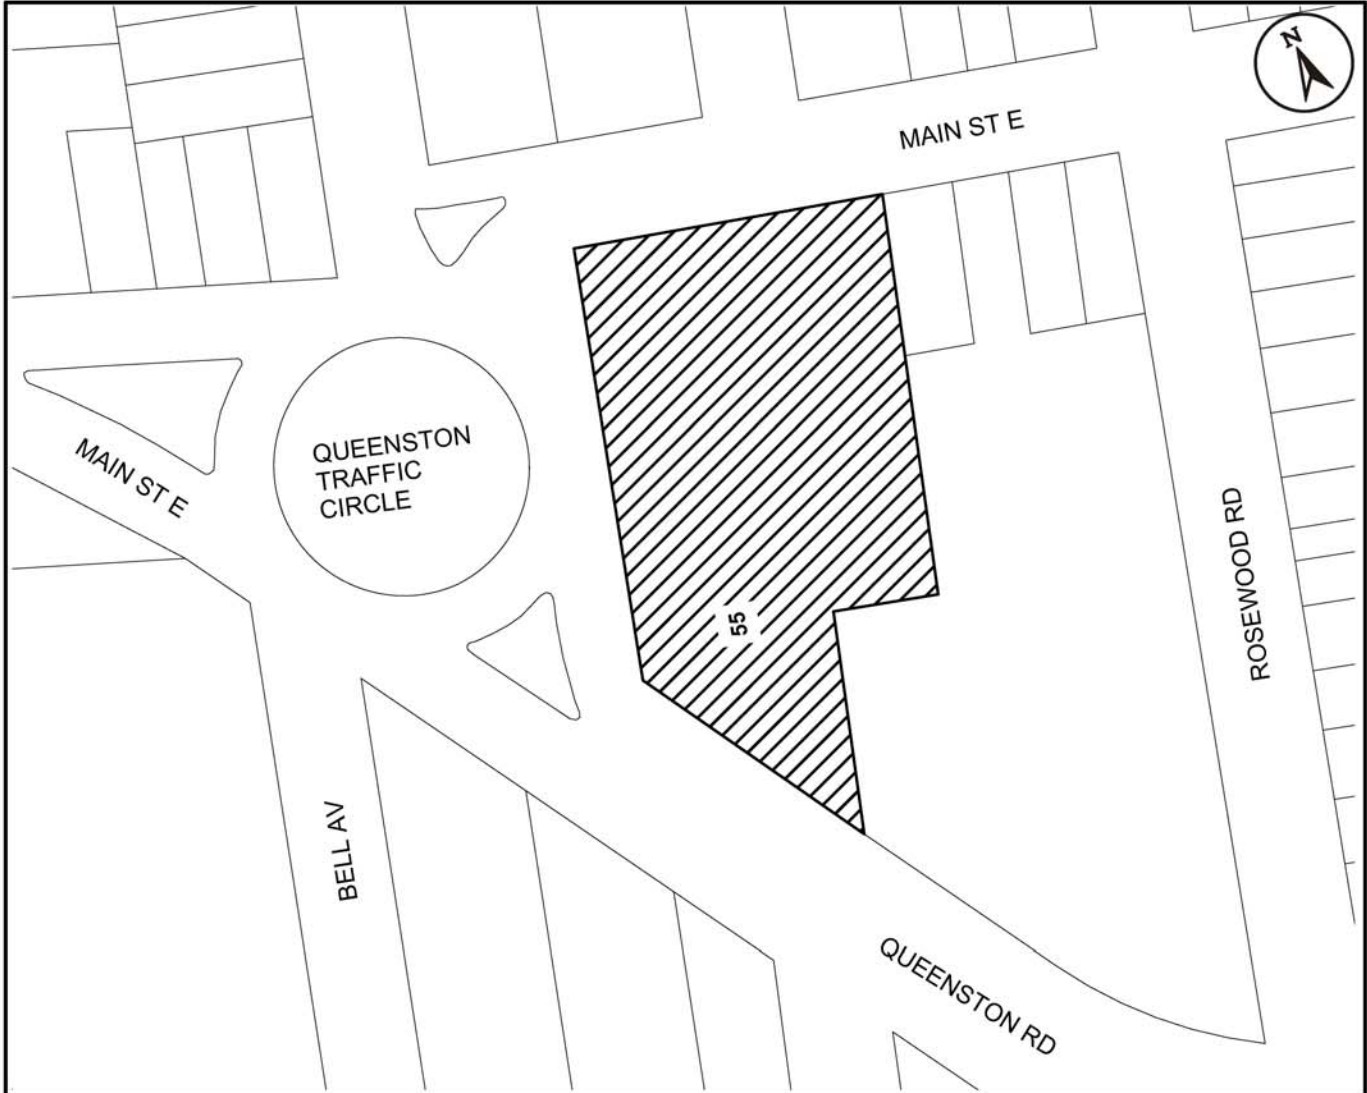 N
MAIN ST E
QUEENSTON
TRAFFIC
CIRCLE
MAIN ST E
ROSEWOOD RD
55
BELL AV
QUEENSTON RD